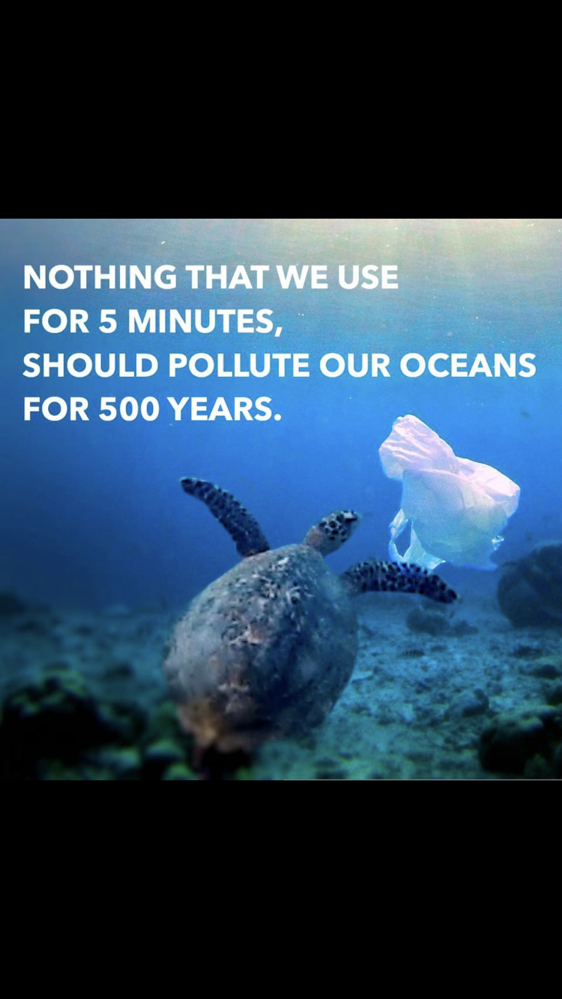 NOTHING THAT WE USE
FOR 5 MINUTES,
SHOULD POLLUTE OUR OCEANS
FOR 500 YEARS.